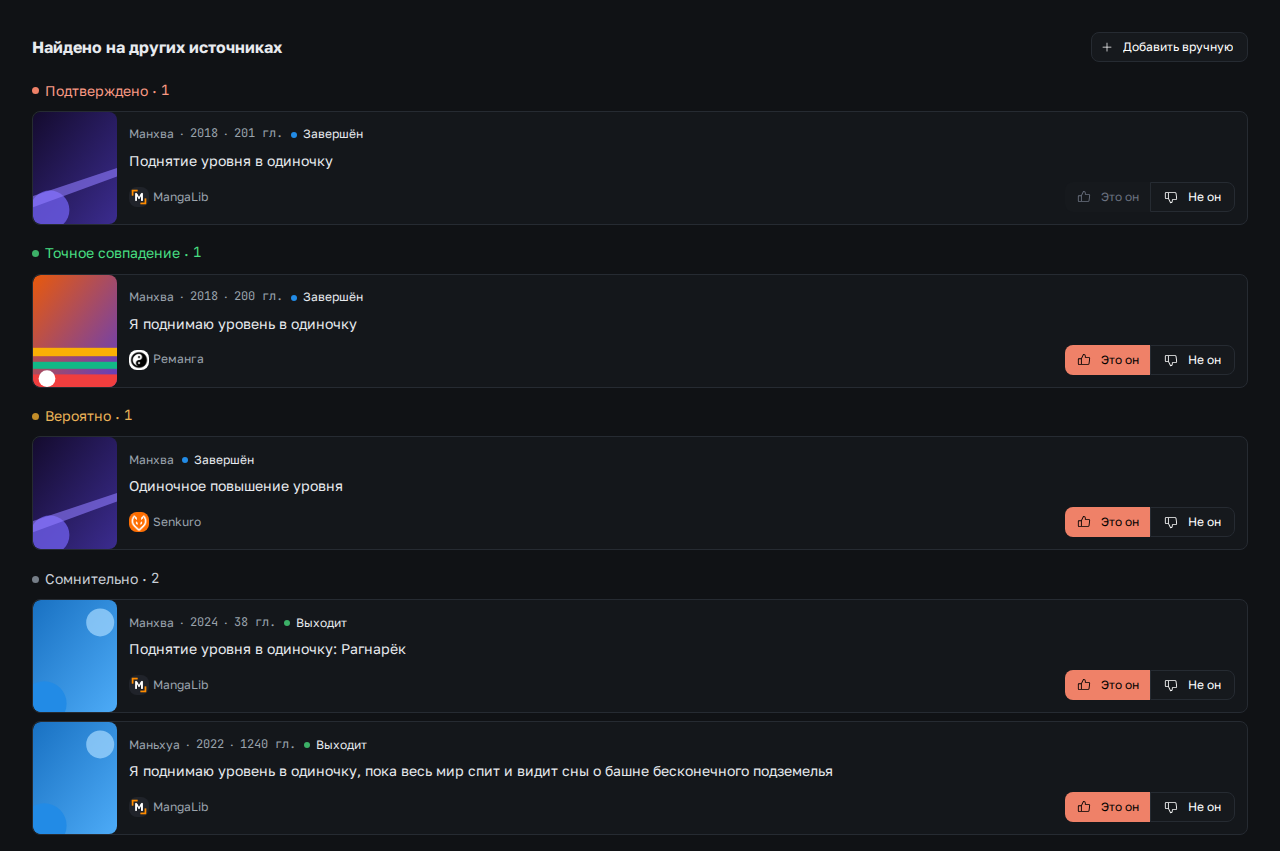 Найдено на других источниках
Добавить вручную
Подтверждено · 1
Манхва · 2018 · 201 гл. Завершён
Поднятие уровня в одиночку
MangaLib
Это он Не он
Точное совпадение · 1
Манхва · 2018 · 200 гл. Завершён
Я поднимаю уровень в одиночку
Реманга
Это он Не он
Вероятно · 1
Манхва Завершён
Одиночное повышение уровня
Senkuro
Это он Не он
Сомнительно · 2
Манхва · 2024 · 38 гл. Выходит
Поднятие уровня в одиночку: Рагнарёк
MangaLib
Это он Не он
Маньхуа · 2022 · 1240 гл. Выходит
Я поднимаю уровень в одиночку, пока весь мир спит и видит сны о башне бесконечного подземелья
MangaLib
Это он Не он